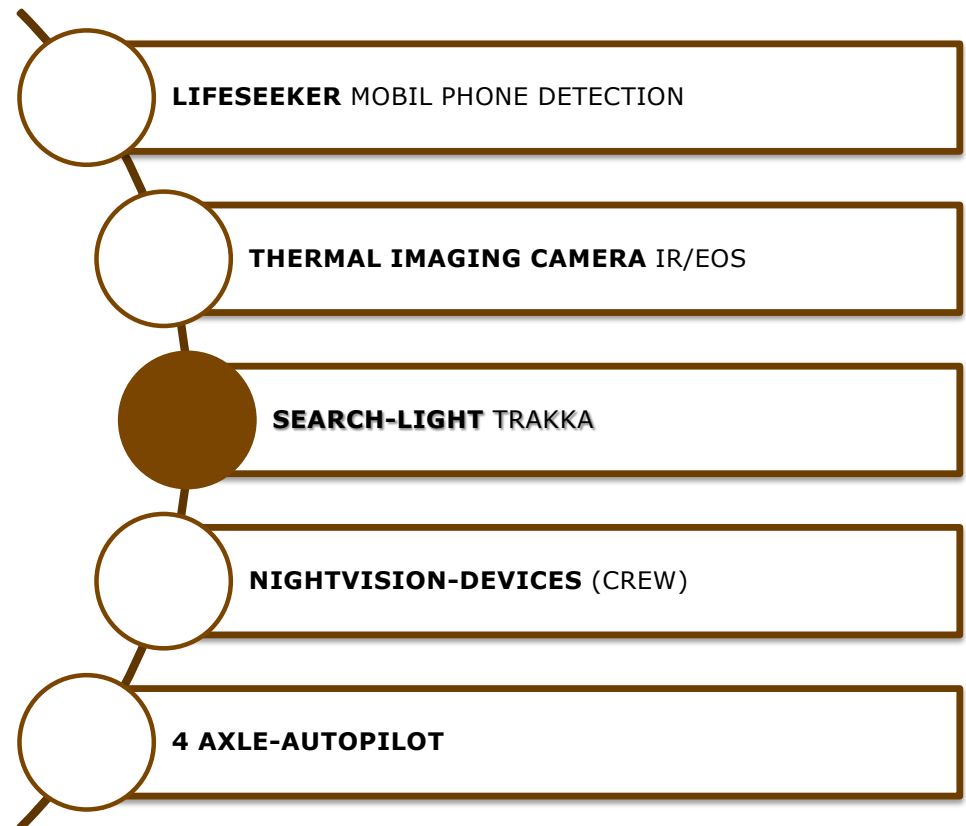 LIFESEEKER MOBIL PHONE DETECTION
THERMAL IMAGING CAMERA IR/EOS
SEARCH-LIGHT TRAKKA
NIGHTVISION-DEVICES (CREW)
4 AXLE-AUTOPILOT